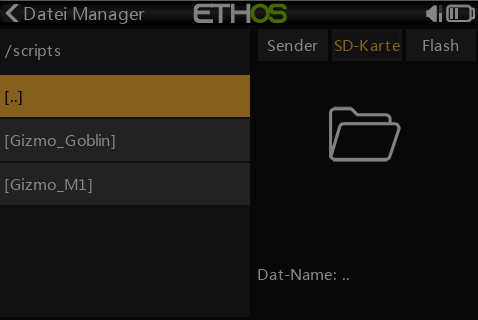 Datei Manager
ETHOS
/scripts
[..]
[Gizmo_Goblin]
[Gizmo_M1]
Sender
SD-Karte
Flash
Dat-Name: ..